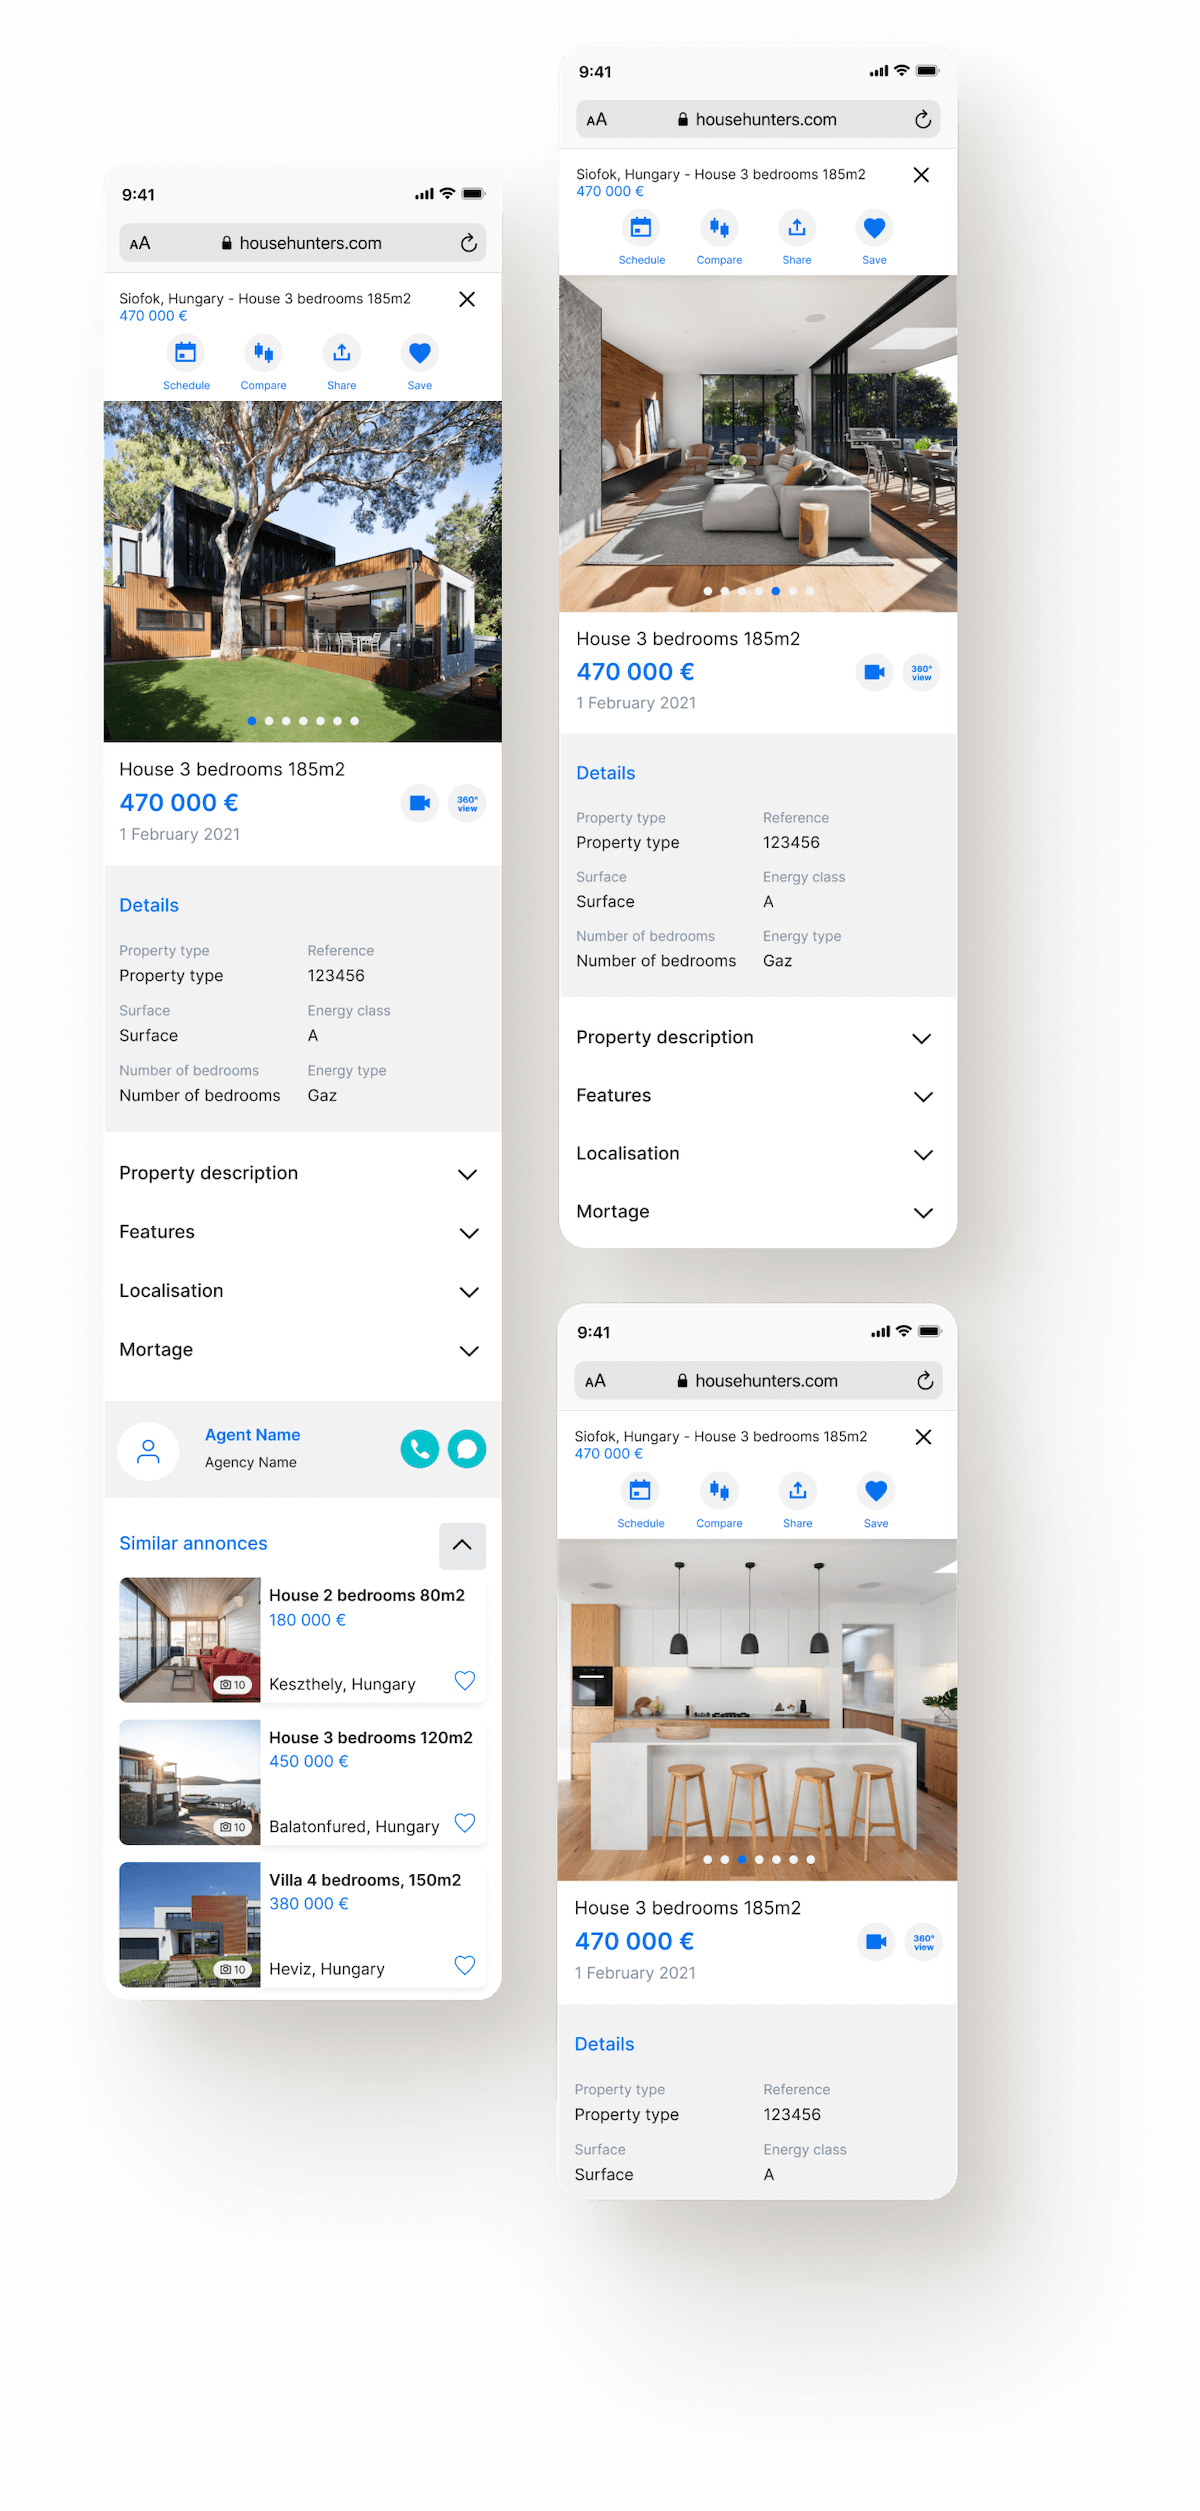 9:41
AA househunters.com
Siofok, Hungary - House 3 bedrooms 185m2
470 000 €
Schedule Compare Share Save
House 3 bedrooms 185m2
470 000 €
360° view
1 February 2021
Details
Property type Reference
Property type 123456
Surface Energy class
Surface A
Number of bedrooms Energy type
Number of bedrooms Gaz
Property description
Features
Localisation
Mortage
Agent Name
Agency Name
Similar annonces
House 2 bedrooms 80m2
180 000 €
10
Keszthely, Hungary
House 3 bedrooms 120m2
450 000 €
10
Balatonfured, Hungary
Villa 4 bedrooms, 150m2
380 000 €
10
Heviz, Hungary
9:41
AA househunters.com
Siofok, Hungary - House 3 bedrooms 185m2
470 000 €
Schedule Compare Share Save
House 3 bedrooms 185m2
470 000 €
360° view
1 February 2021
Details
Property type Reference
Property type 123456
Surface Energy class
Surface A
Number of bedrooms Energy type
Number of bedrooms Gaz
Property description
Features
Localisation
Mortage
9:41
AA househunters.com
Siofok, Hungary - House 3 bedrooms 185m2
470 000 €
Schedule Compare Share Save
House 3 bedrooms 185m2
470 000 €
360° view
1 February 2021
Details
Property type Reference
Property type 123456
Surface Energy class
Surface A